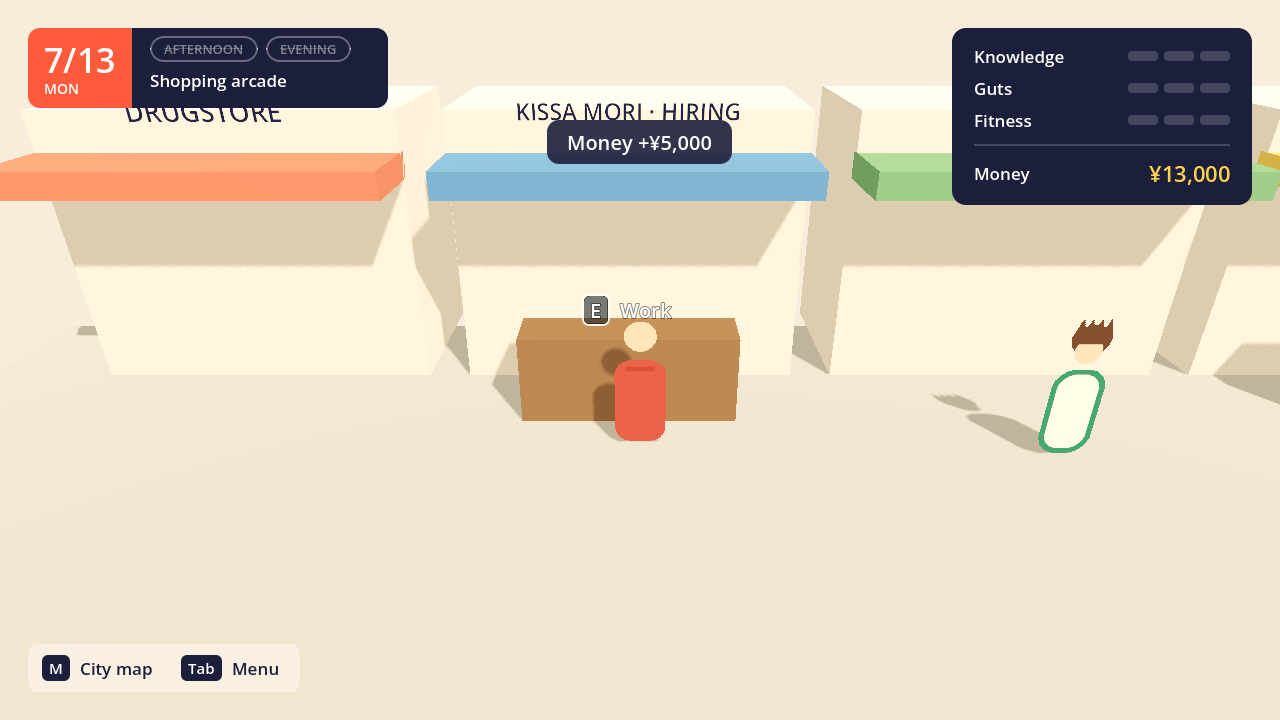 7/13
MON
AFTERNOON
EVENING
Shopping arcade
Knowledge
Guts
Fitness
Money ¥13,000
DRUGSTORE
KISSA MORI · HIRING
Money +¥5,000
E Work
M City map
Tab Menu